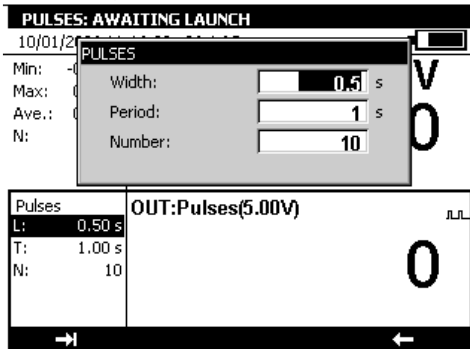 PULSES: AWAITING LAUNCH
10/01/2
PULSES
Min:
Max:
Ave.:
N:
V
0
Width: 0.5 s
Period: 1 s
Number: 10
Pulses
L: 0.50 s
T: 1.00 s
N: 10
OUT:Pulses(5.00V)
0